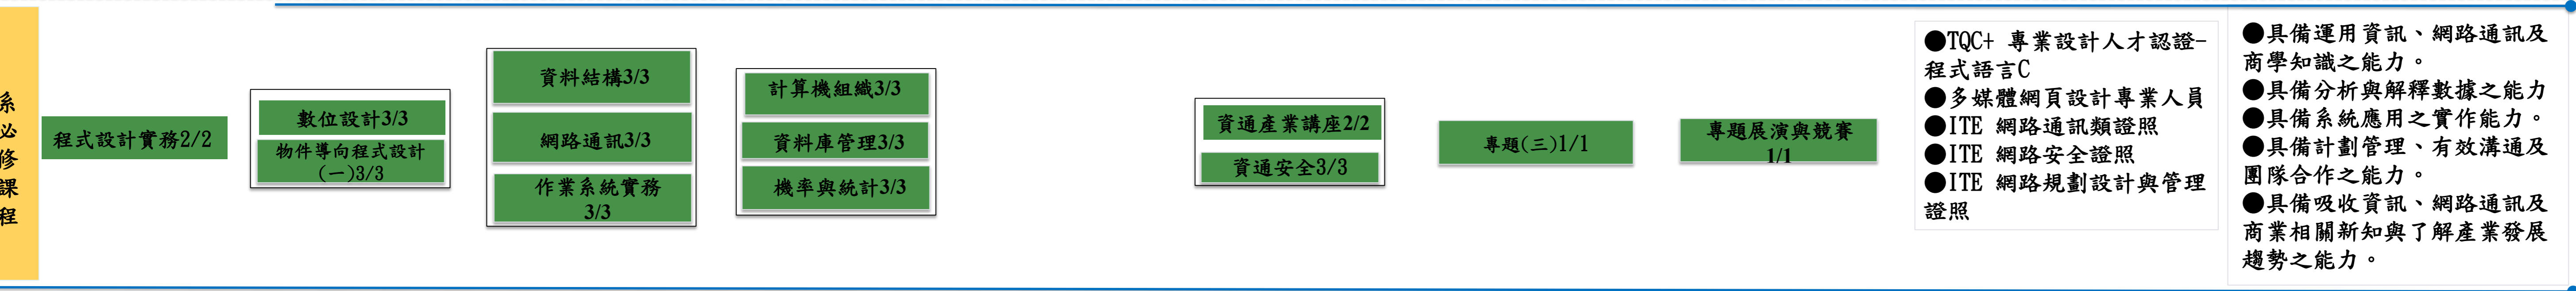 系
必
修
課
程
程式設計實務2/2
數位設計3/3
物件導向程式設計
(一)3/3
資料結構3/3
網路通訊3/3
作業系統實務
3/3
計算機組織3/3
資料庫管理3/3
機率與統計3/3
資通產業講座2/2
資通安全3/3
專題(三)1/1
專題展演與競賽
1/1
●TQC+ 專業設計人才認證-
程式語言C
●多媒體網頁設計專業人員
●ITE 網路通訊類證照
●ITE 網路安全證照
●ITE 網路規劃設計與管理
證照
●具備運用資訊、網路通訊及
商學知識之能力。
●具備分析與解釋數據之能力
●具備系統應用之實作能力。
●具備計劃管理、有效溝通及
團隊合作之能力。
●具備吸收資訊、網路通訊及
商業相關新知與了解產業發展
趨勢之能力。